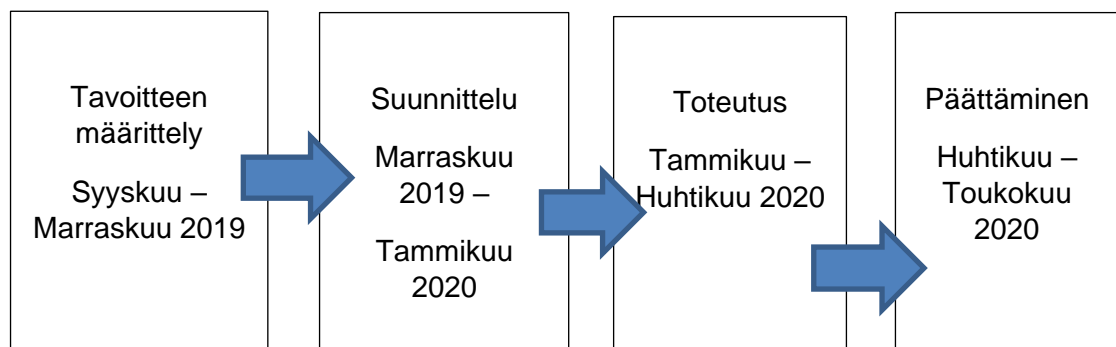 Tavoitteen
määrittely
Syyskuu –
Marraskuu 2019
Suunnittelu
Marraskuu
2019 –
Tammikuu
2020
Toteutus
Tammikuu –
Huhtikuu 2020
Päättäminen
Huhtikuu –
Toukokuu
2020